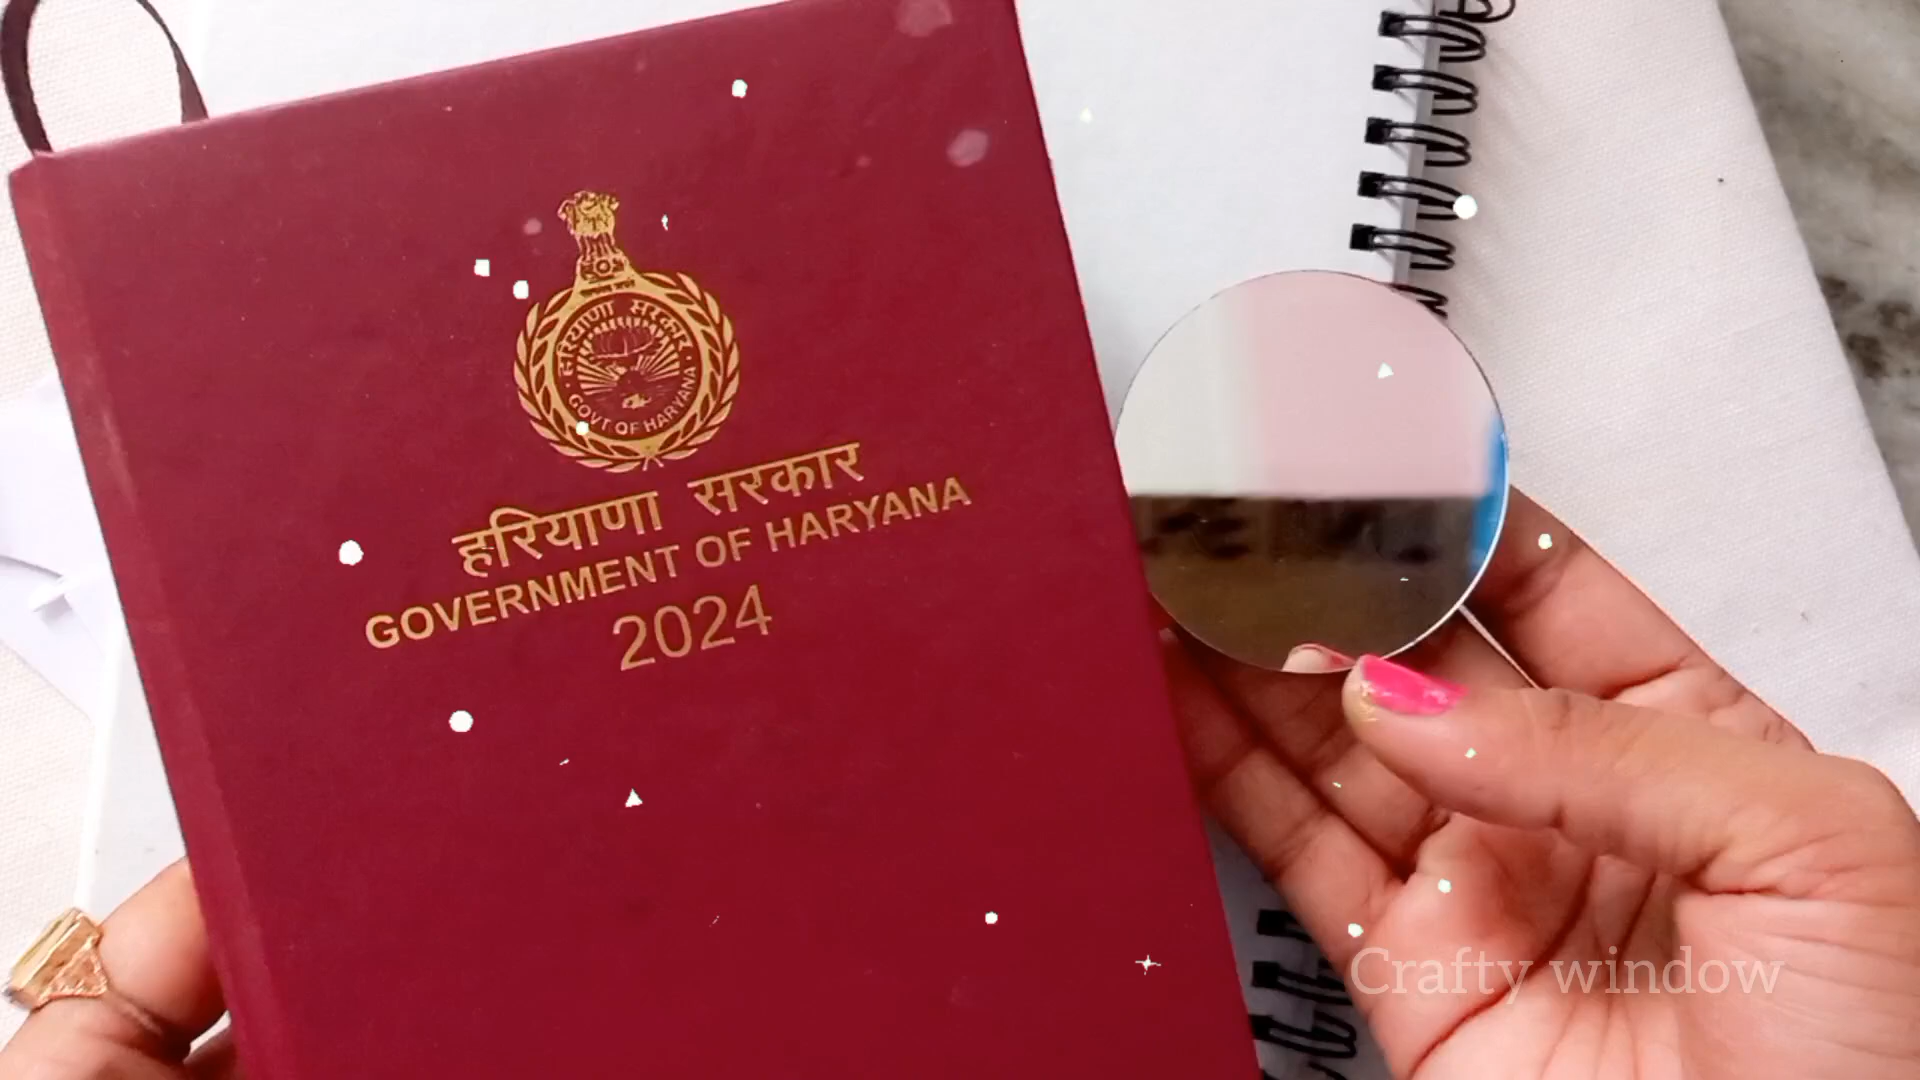 हरियाणा सरकार
GOVT OF HARYANA
हरियाणा सरकार
GOVERNMENT OF HARYANA
2024
Crafty window